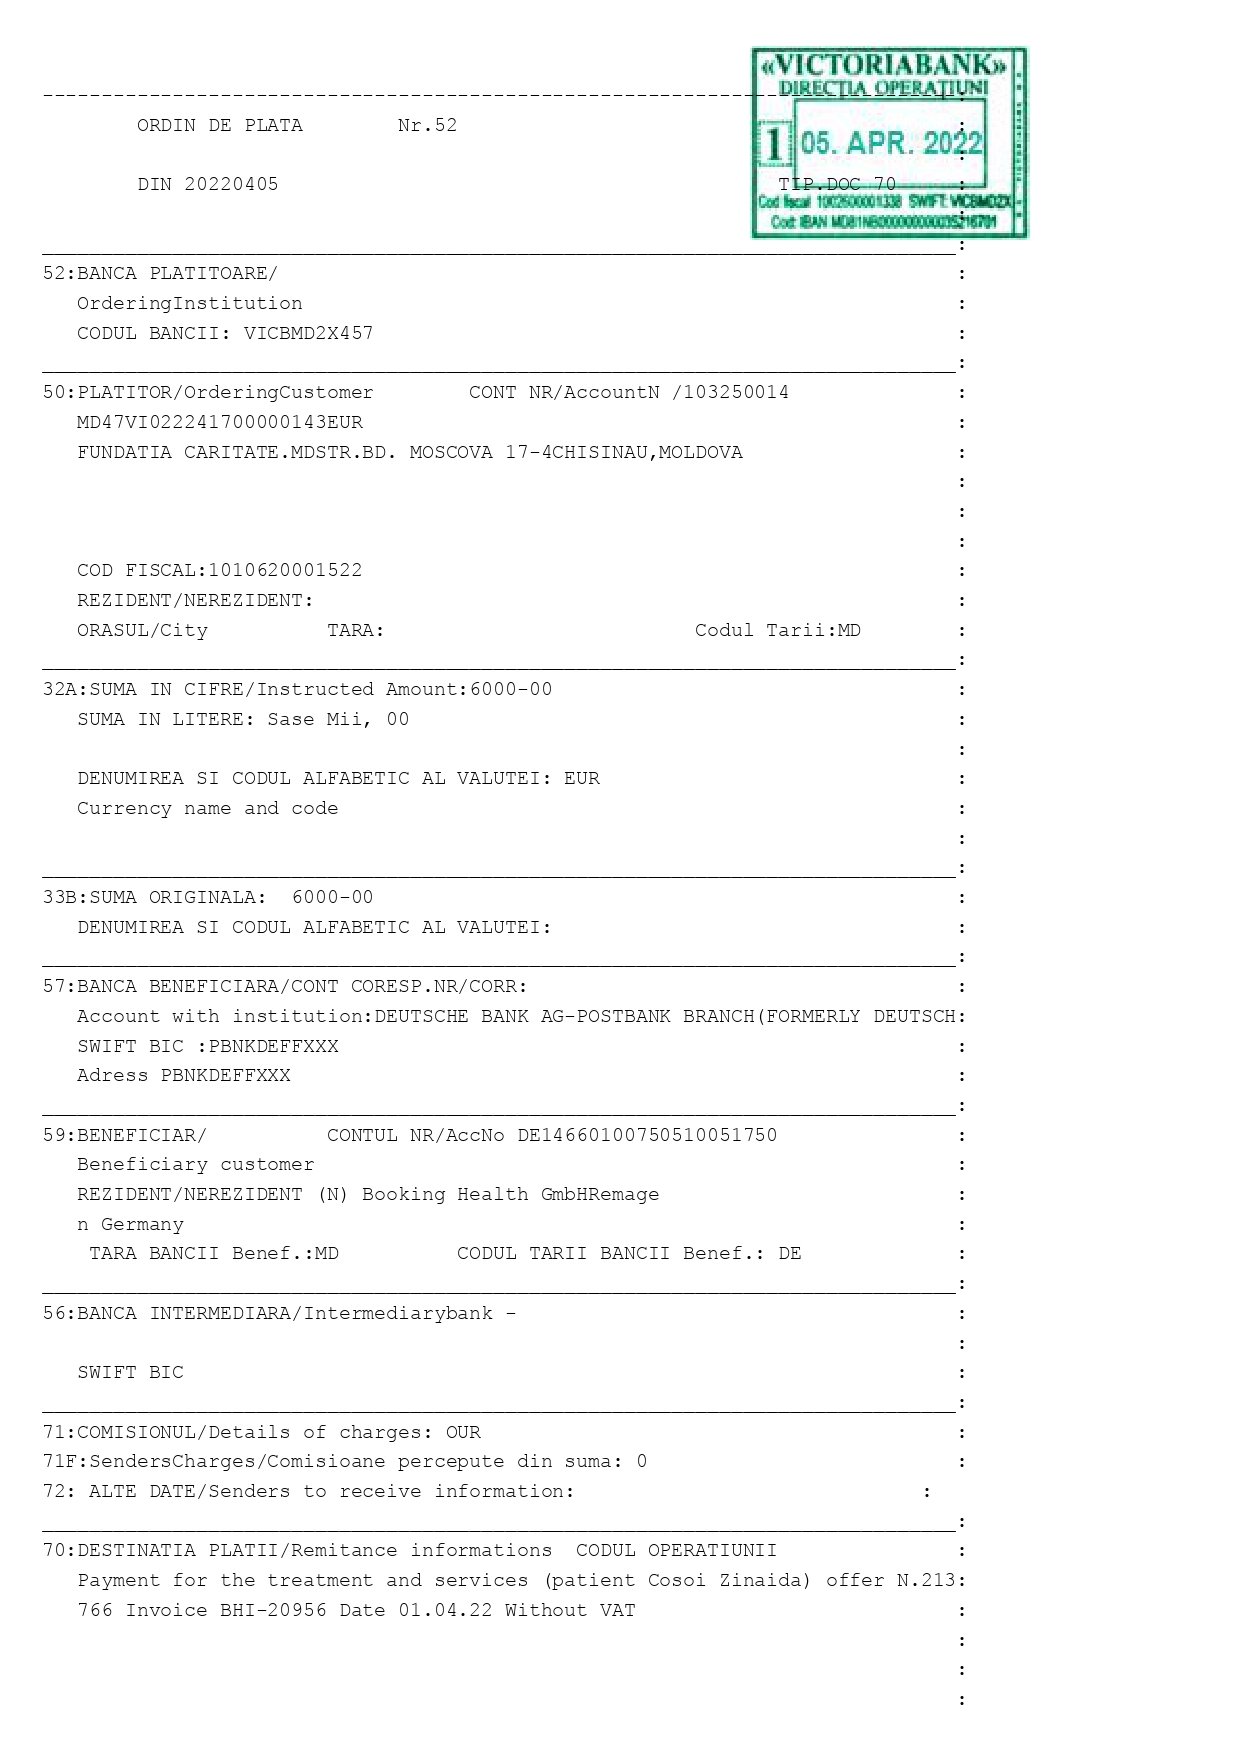 «VICTORIABANK»
DIRECŢIA OPERAŢIUNI
ORDIN DE PLATA Nr.52 :
1 05. APR. 2022
DIN 20220405 TIP.DOC 70 :
Cod fiscal 1002600001338 SWIFT: VICBMD2X
:
52:BANCA PLATITOARE/ :
OrderingInstitution :
CODUL BANCII: VICBMD2X457 :
:
50:PLATITOR/OrderingCustomer CONT NR/AccountN /103250014 :
MD47VI022241700000143EUR :
FUNDATIA CARITATE.MDSTR.BD. MOSCOVA 17-4CHISINAU,MOLDOVA :
:
:
:
COD FISCAL:1010620001522 :
REZIDENT/NEREZIDENT: :
ORASUL/City TARA: Codul Tarii:MD :
:
32A:SUMA IN CIFRE/Instructed Amount:6000-00 :
SUMA IN LITERE: Sase Mii, 00 :
:
DENUMIREA SI CODUL ALFABETIC AL VALUTEI: EUR :
Currency name and code :
:
:
33B:SUMA ORIGINALA: 6000-00 :
DENUMIREA SI CODUL ALFABETIC AL VALUTEI: :
:
57:BANCA BENEFICIARA/CONT CORESP.NR/CORR: :
Account with institution:DEUTSCHE BANK AG-POSTBANK BRANCH(FORMERLY DEUTSCH:
SWIFT BIC :PBNKDEFFXXX :
Adress PBNKDEFFXXX :
:
59:BENEFICIAR/ CONTUL NR/AccNo DE14660100750510051750 :
Beneficiary customer :
REZIDENT/NEREZIDENT (N) Booking Health GmbHRemage :
n Germany :
TARA BANCII Benef.:MD CODUL TARII BANCII Benef.: DE :
:
56:BANCA INTERMEDIARA/Intermediarybank - :
:
SWIFT BIC :
:
71:COMISIONUL/Details of charges: OUR :
71F:SendersCharges/Comisioane percepute din suma: 0 :
72: ALTE DATE/Senders to receive information: :
:
70:DESTINATIA PLATII/Remitance informations CODUL OPERATIUNII :
Payment for the treatment and services (patient Cosoi Zinaida) offer N.213:
766 Invoice BHI-20956 Date 01.04.22 Without VAT :
:
:
: